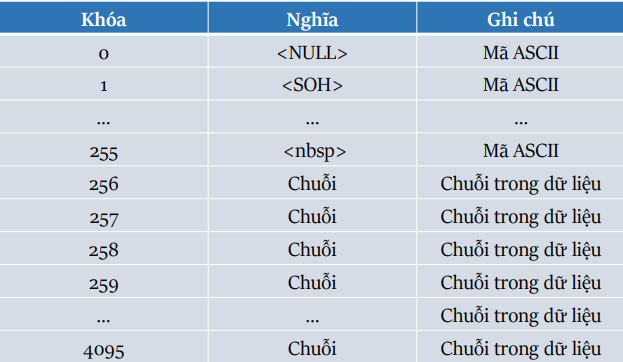 Khóa Nghĩa Ghi chú
0 <NULL> Mã ASCII
1 <SOH> Mã ASCII
... ... ...
255 <nbsp> Mã ASCII
256 Chuỗi Chuỗi trong dữ liệu
257 Chuỗi Chuỗi trong dữ liệu
258 Chuỗi Chuỗi trong dữ liệu
259 Chuỗi Chuỗi trong dữ liệu
... ... Chuỗi trong dữ liệu
4095 Chuỗi Chuỗi trong dữ liệu